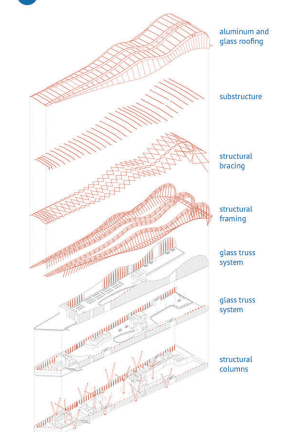 aluminum and
glass roofing
substructure
structural
bracing
structural
framing
glass truss
system
glass truss
system
structural
columns